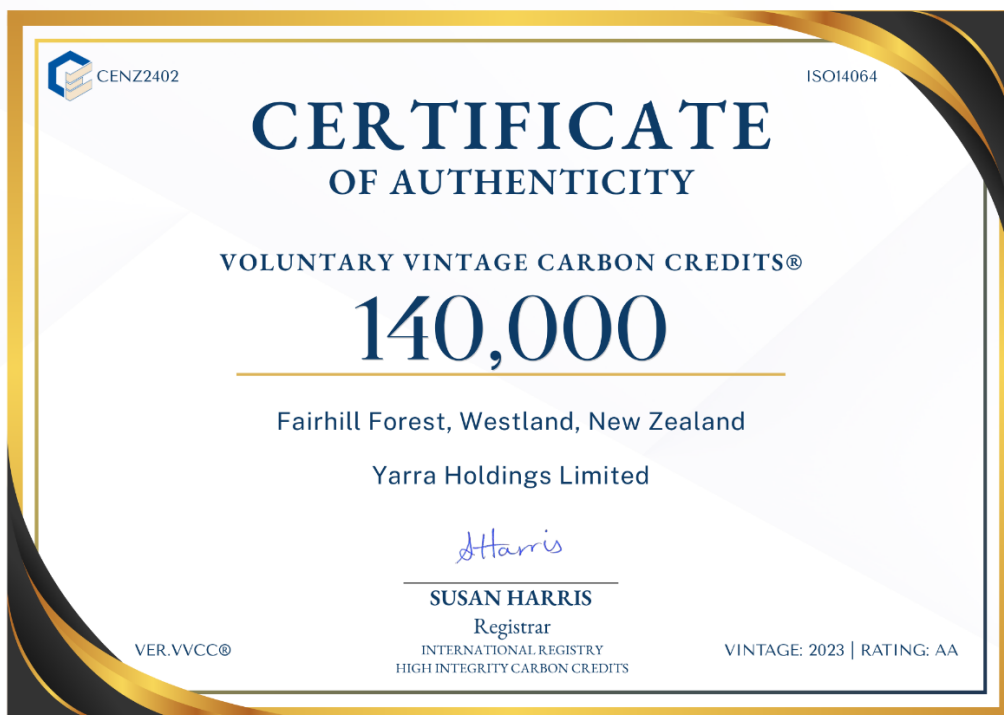 CENZ2402
ISO14064
CERTIFICATE
OF AUTHENTICITY
VOLUNTARY VINTAGE CARBON CREDITS®
140,000
Fairhill Forest, Westland, New Zealand
Yarra Holdings Limited
SHarris
SUSAN HARRIS
Registrar
INTERNATIONAL REGISTRY
HIGH INTEGRITY CARBON CREDITS
VER.VVCC®
VINTAGE: 2023 | RATING: AA